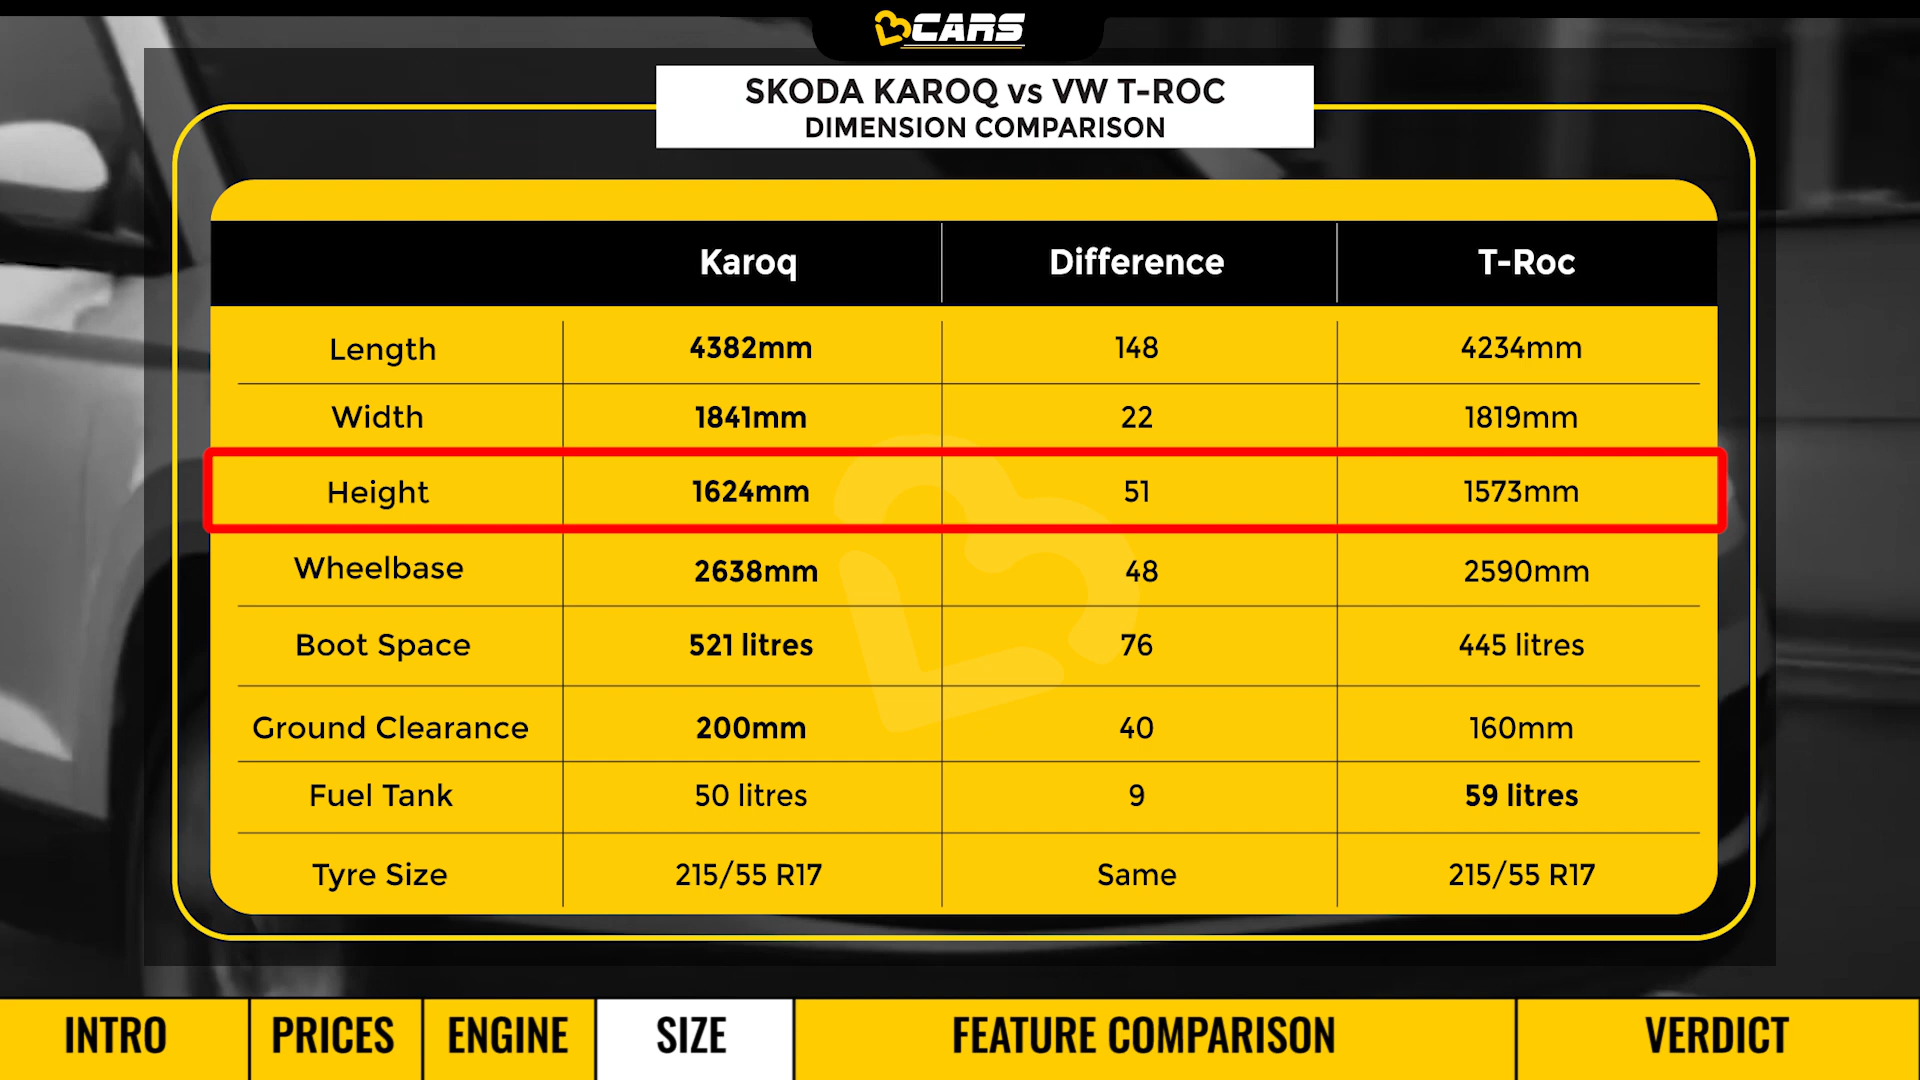 CARS
SKODA KAROQ vs VW T-ROC
DIMENSION COMPARISON
Karoq Difference T-Roc
Length 4382mm 148 4234mm
Width 1841mm 22 1819mm
Height 1624mm 51 1573mm
Wheelbase 2638mm 48 2590mm
Boot Space 521 litres 76 445 litres
Ground Clearance 200mm 40 160mm
Fuel Tank 50 litres 9 59 litres
Tyre Size 215/55 R17 Same 215/55 R17
INTRO PRICES ENGINE SIZE FEATURE COMPARISON VERDICT